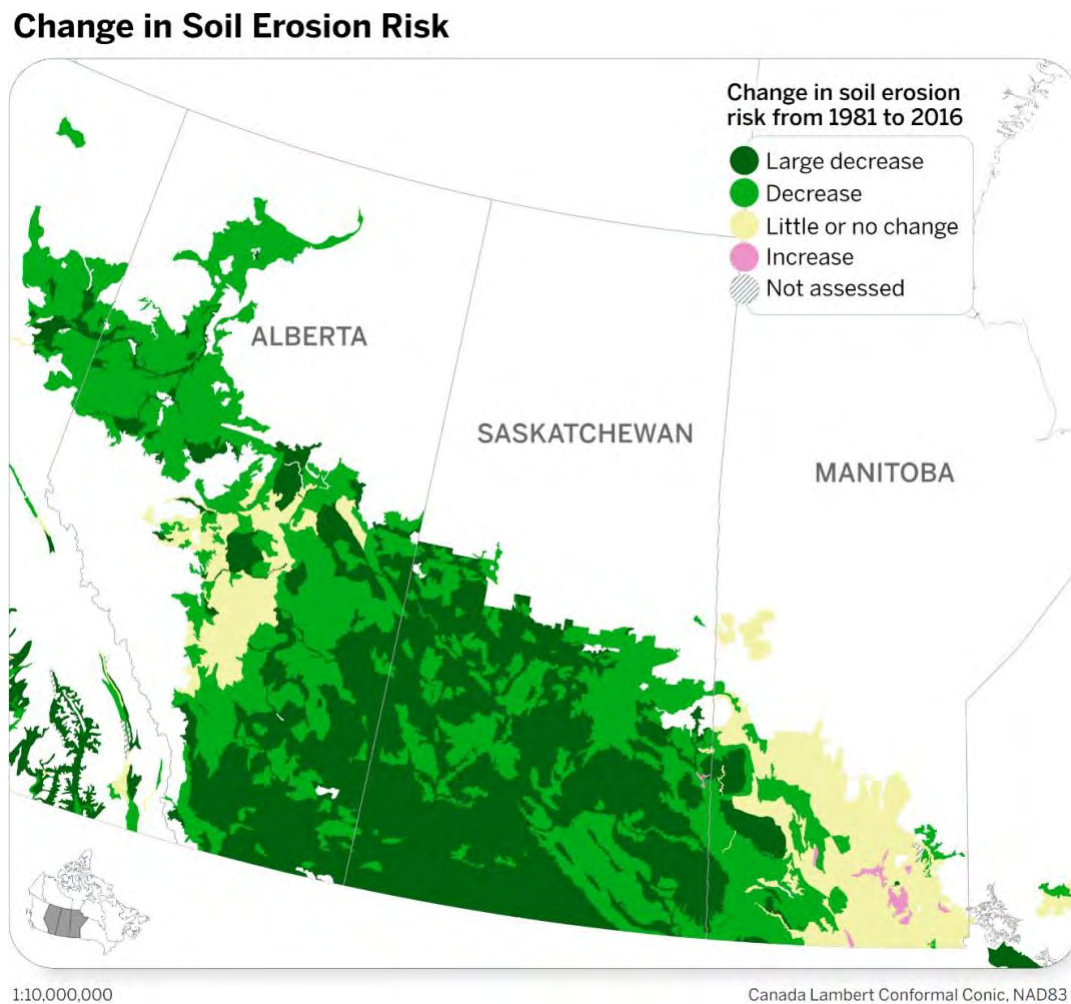 Change in Soil Erosion Risk
Change in soil erosion
risk from 1981 to 2016
Large decrease
Decrease
Little or no change
Increase
Not assessed
ALBERTA
SASKATCHEWAN
MANITOBA
1:10,000,000
Canada Lambert Conformal Conic, NAD83